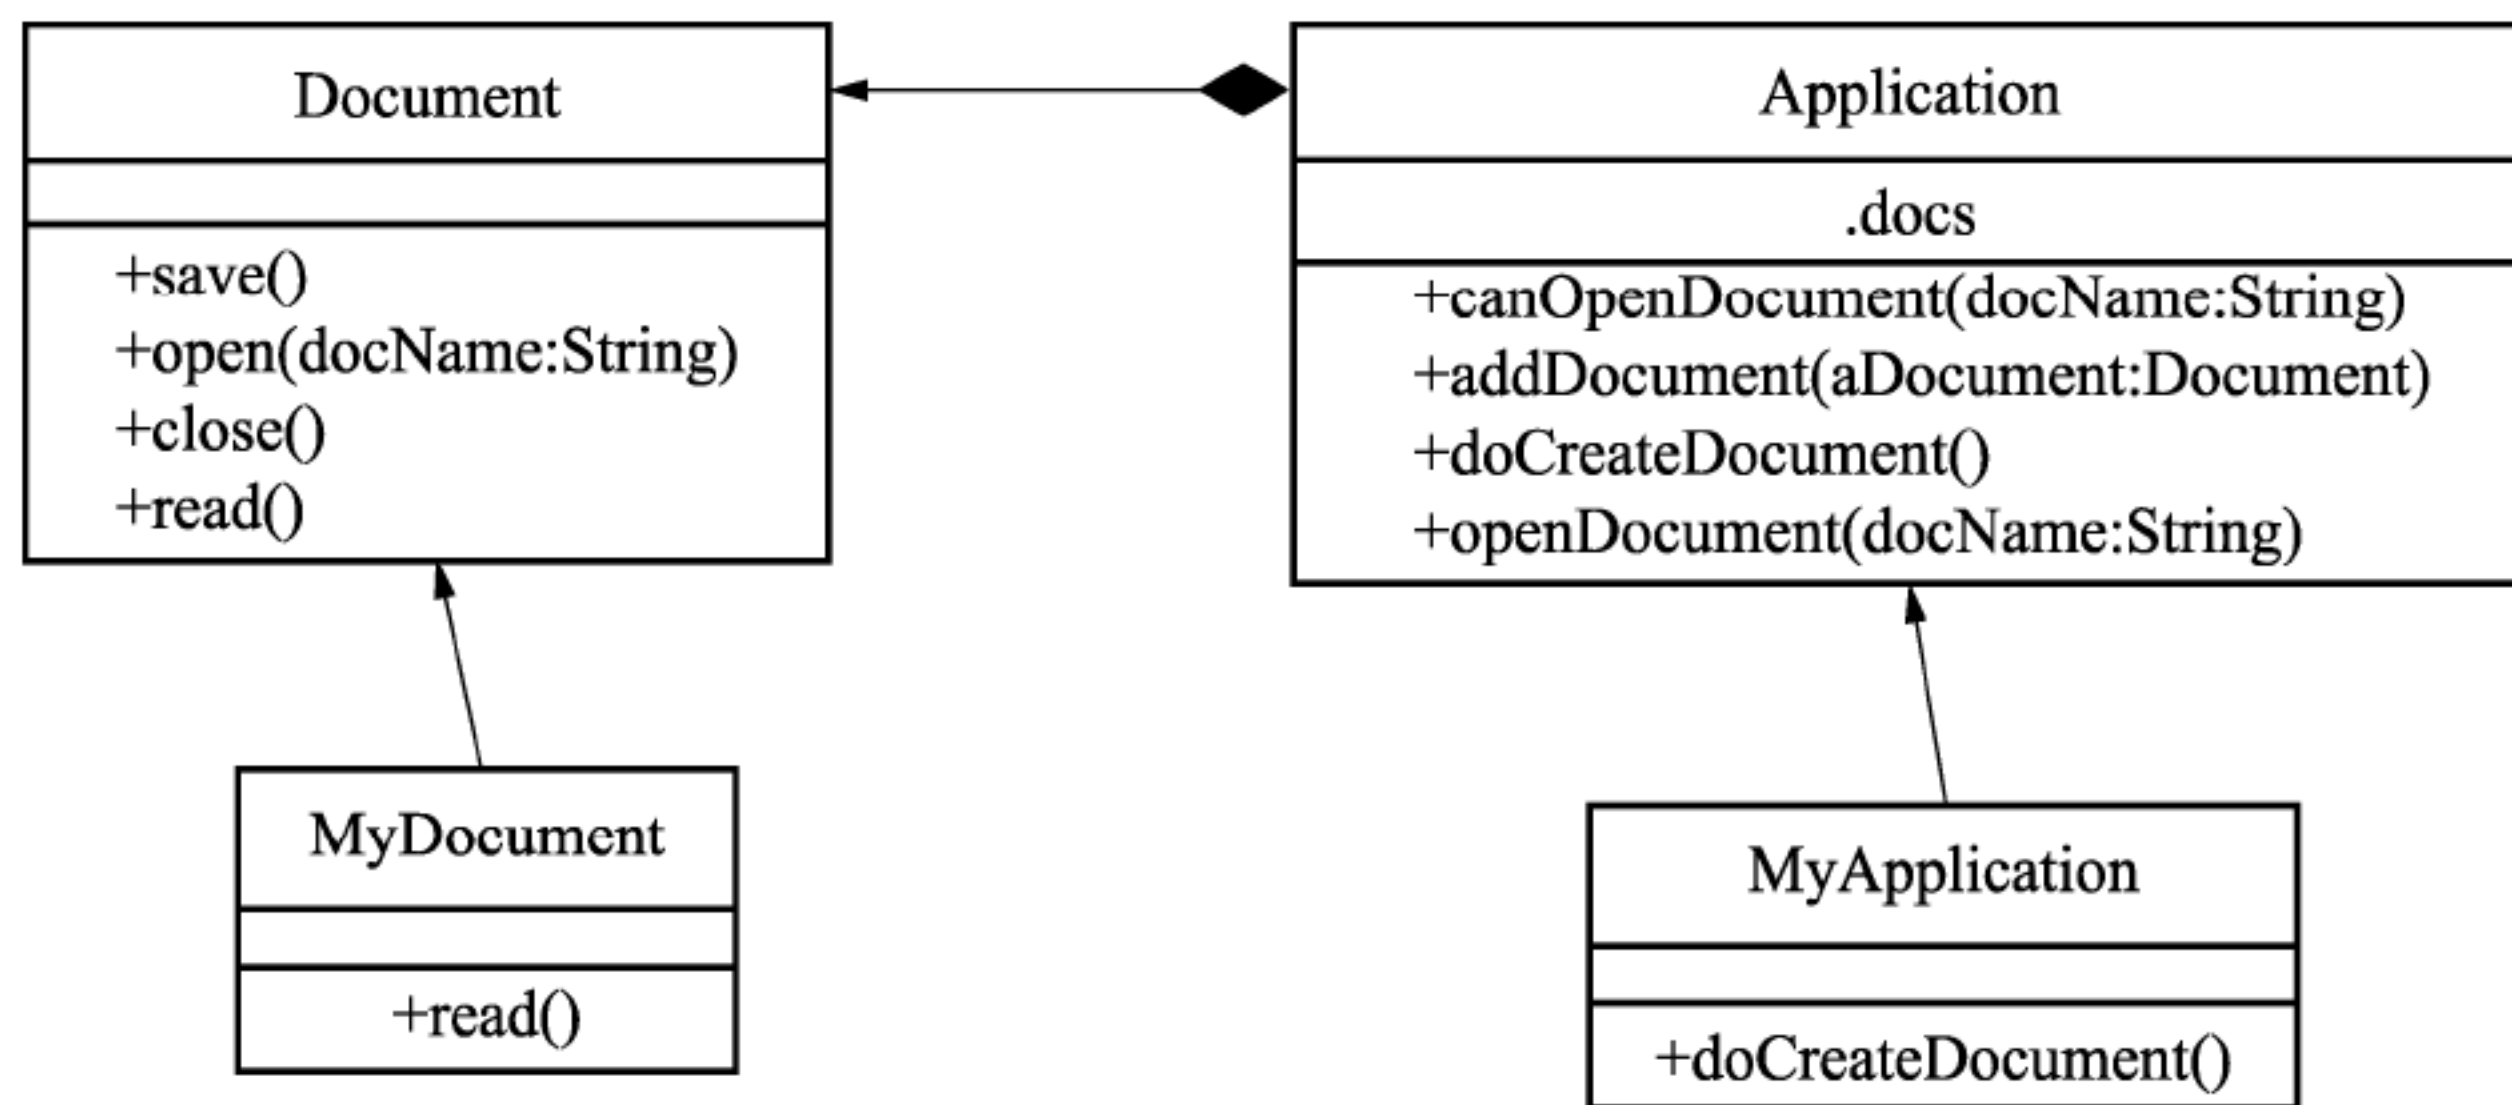 Document
+save()
+open(docName:String)
+close()
+read()
Application
.docs
+canOpenDocument(docName:String)
+addDocument(aDocument:Document)
+doCreateDocument()
+openDocument(docName:String)
MyDocument
+read()
MyApplication
+doCreateDocument()